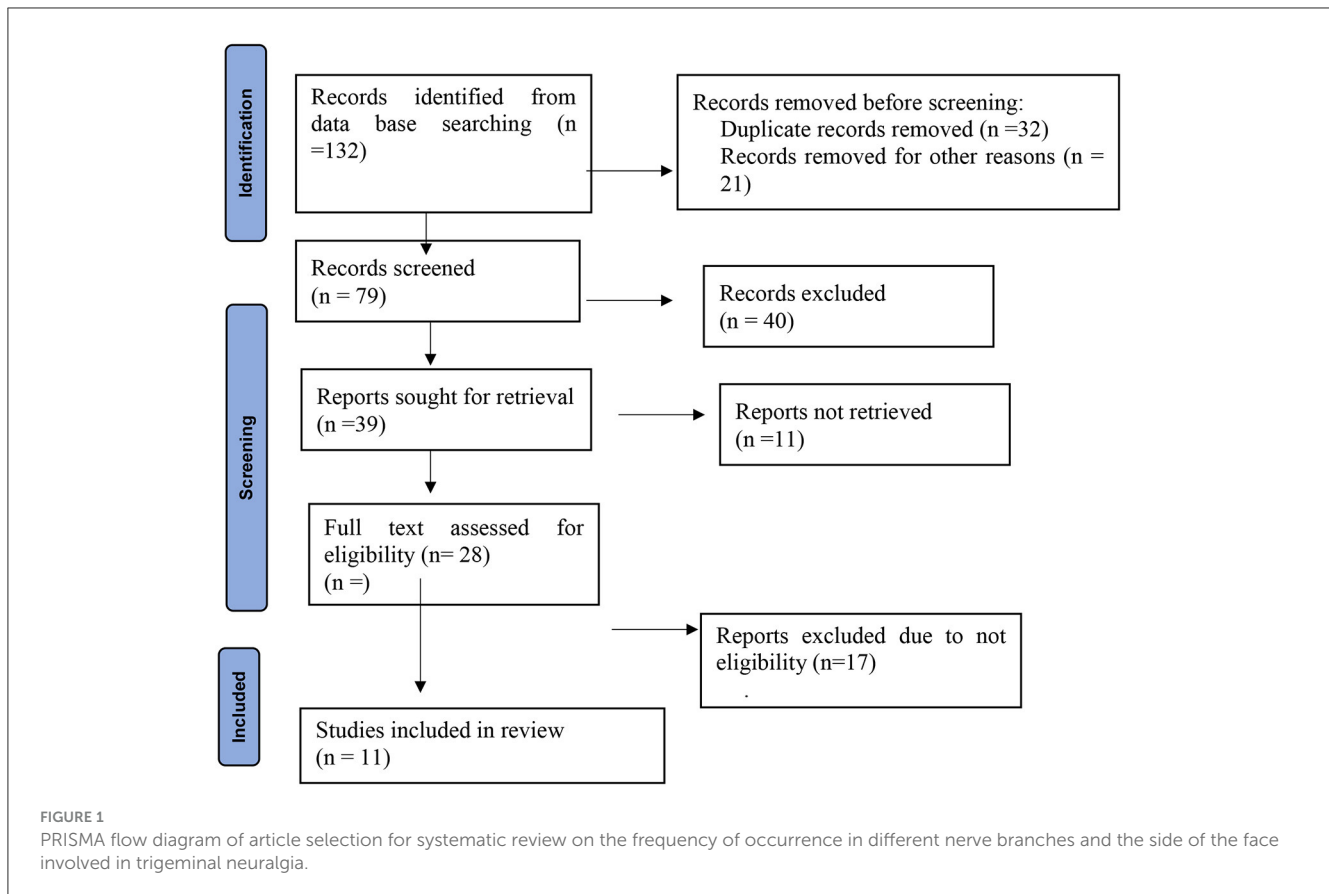 Identification
Records identified from
data base searching (n
=132)
Records removed before screening:
Duplicate records removed (n =32)
Records removed for other reasons (n =
21)
Records screened
(n = 79)
Records excluded
(n = 40)
Screening
Reports sought for retrieval
(n =39)
Reports not retrieved
(n =11)
Full text assessed for
eligibility (n= 28)
(n =)
Reports excluded due to not
eligibility (n=17)
.
Included
Studies included in review
(n = 11)
FIGURE 1
PRISMA flow diagram of article selection for systematic review on the frequency of occurrence in different nerve branches and the side of the face
involved in trigeminal neuralgia.